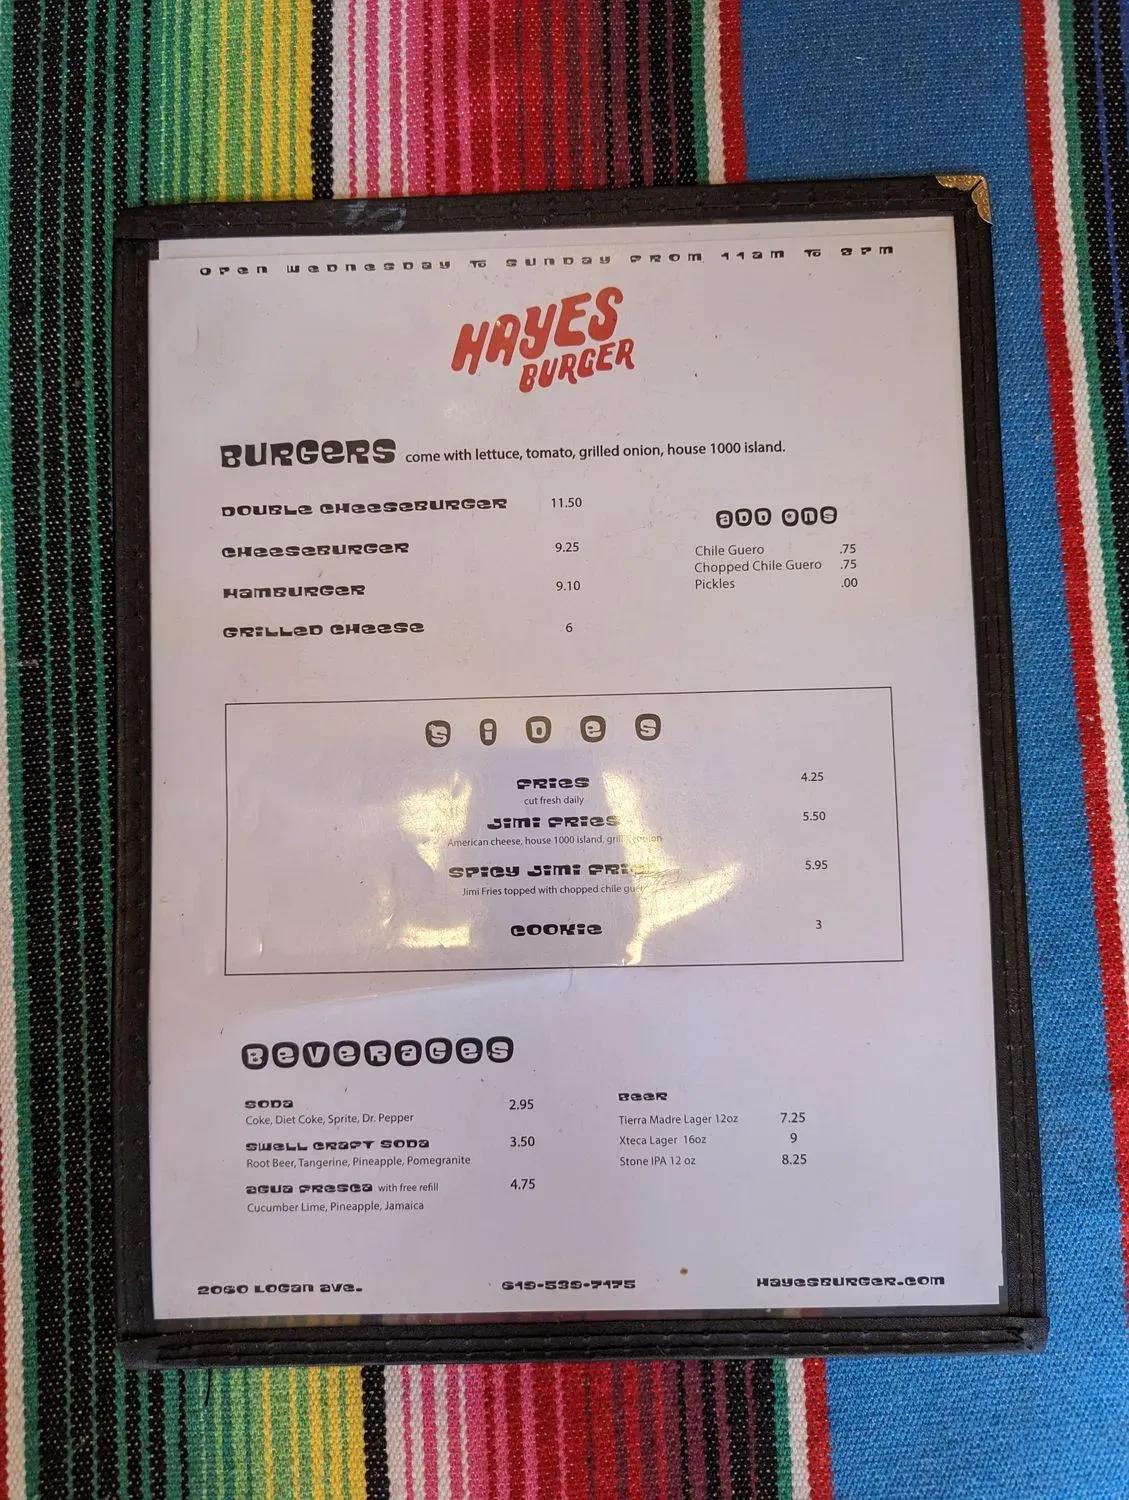 OPEN WEDNESDAY TO SUNDAY FROM 11AM TO 8PM
HAYES
BURGER
BURGERS come with lettuce, tomato, grilled onion, house 1000 island.
DOUBLE CHEESEBURGER 11.50
CHEESEBURGER 9.25
HAMBURGER 9.10
GRILLED CHEESE 6
ADD ONS
Chile Guero .75
Chopped Chile Guero .75
Pickles .00
SIDES
FRIES 4.25
cut fresh daily
JIMI FRIES 5.50
American cheese, house 1000 island, grilled onion
SPICY JIMI FRIES 5.95
Jimi Fries topped with chopped chile guero
COOKIE 3
BEVERAGES
SODA 2.95
Coke, Diet Coke, Sprite, Dr. Pepper
SWELL CRAFT SODA 3.50
Root Beer, Tangerine, Pineapple, Pomegranite
AGUA FRESCA with free refill 4.75
Cucumber Lime, Pineapple, Jamaica
BEER
Tierra Madre Lager 12oz 7.25
Xteca Lager 16oz 9
Stone IPA 12 oz 8.25
2060 LOGAN AVE. 619-539-7175 HAYESBURGER.COM